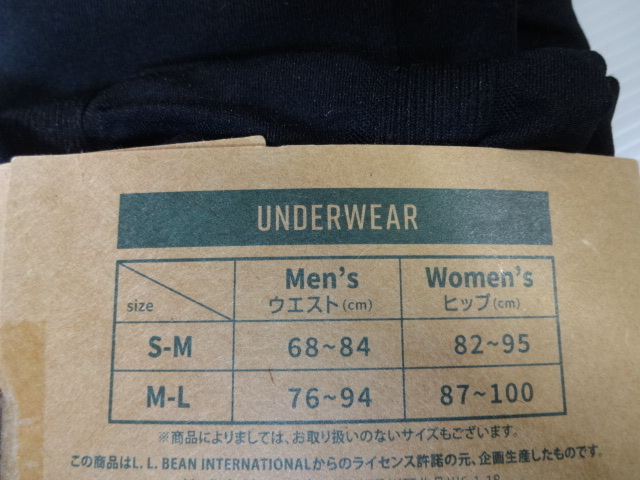 UNDERWEAR
size Men's Women's
ウエスト(cm) ヒップ(cm)
S-M 68~84 82~95
M-L 76~94 87~100
※商品によりましては、お取り扱いのないサイズもございます。
この商品はL. L. BEAN INTERNATIONALからのライセンス許諾の元、企画生産したものです。